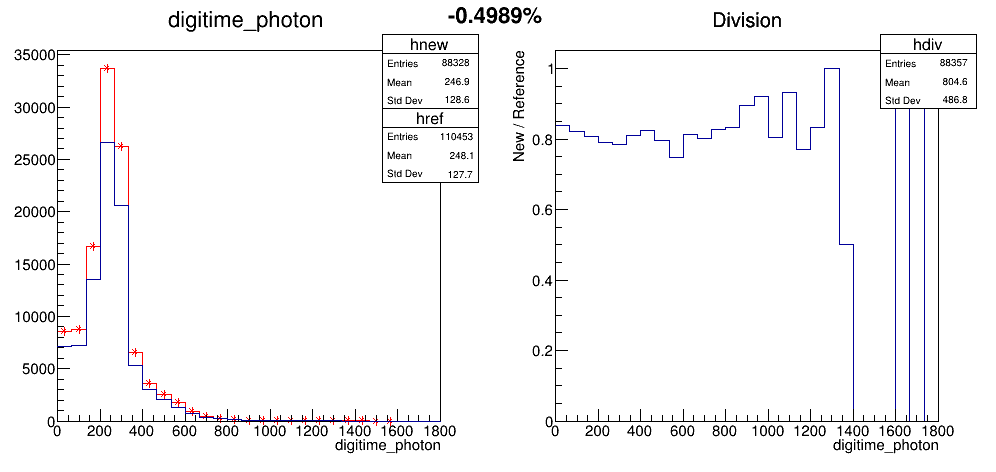 digitime_photon
-0.4989%
Division
hnew
Entries 88328
Mean 246.9
Std Dev 128.6
href
Entries 110453
Mean 248.1
Std Dev 127.7
35000
30000
25000
20000
15000
10000
5000
0
0 200 400 600 800 1000 1200 1400 1600 1800
digitime_photon
hdiv
Entries 88357
Mean 804.6
Std Dev 486.8
New / Reference
1
0.8
0.6
0.4
0.2
0
0 200 400 600 800 1000 1200 1400 1600 1800
digitime_photon